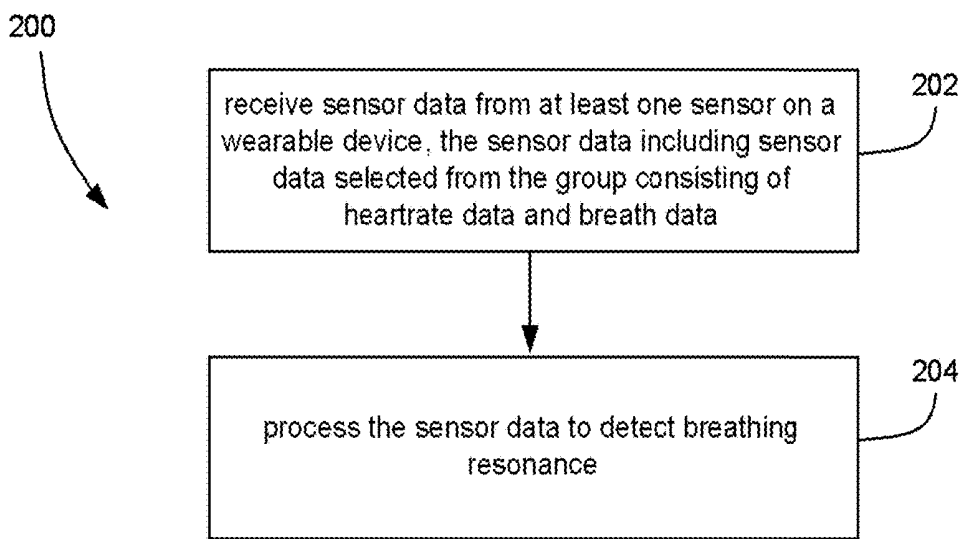 200
202
receive sensor data from at least one sensor on a
wearable device, the sensor data including sensor
data selected from the group consisting of
heartrate data and breath data
204
process the sensor data to detect breathing
resonance